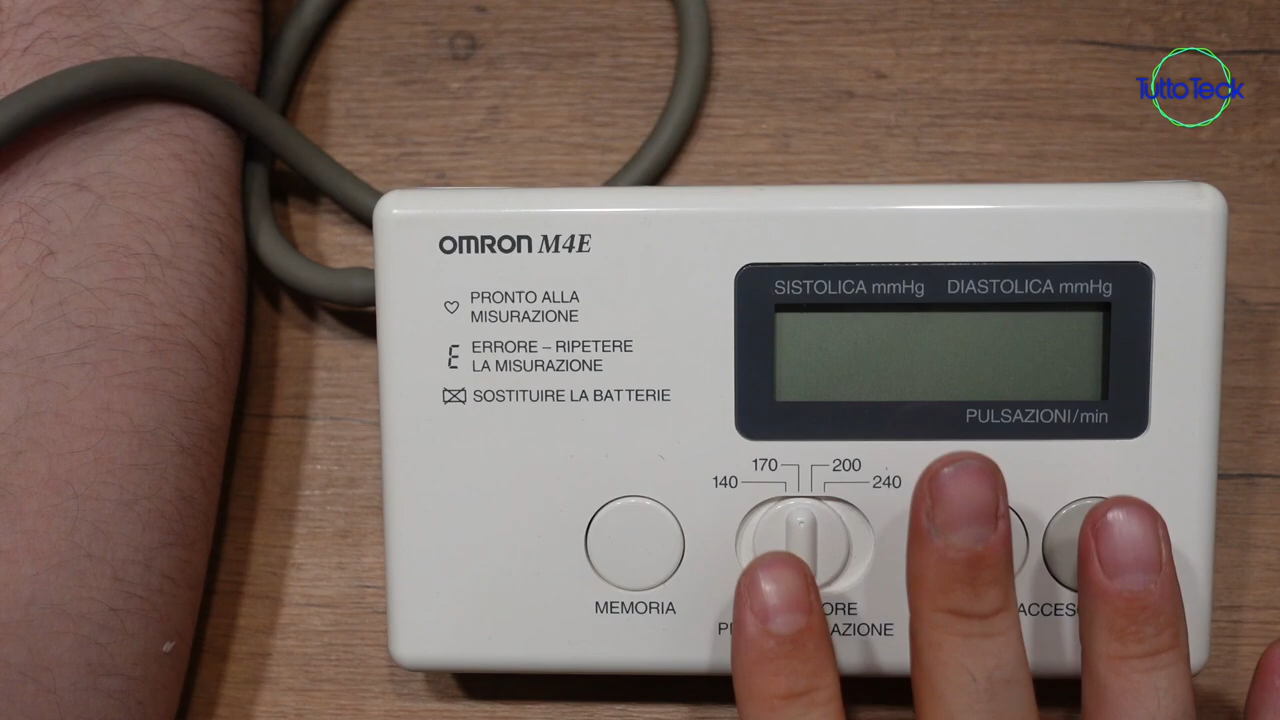 TuttoTeck
OMRON M4E
PRONTO ALLA
MISURAZIONE
E ERRORE – RIPETERE
LA MISURAZIONE
SOSTITUIRE LA BATTERIE
SISTOLICA mmHg DIASTOLICA mmHg
PULSAZIONI/min
170 200
140 240
MEMORIA